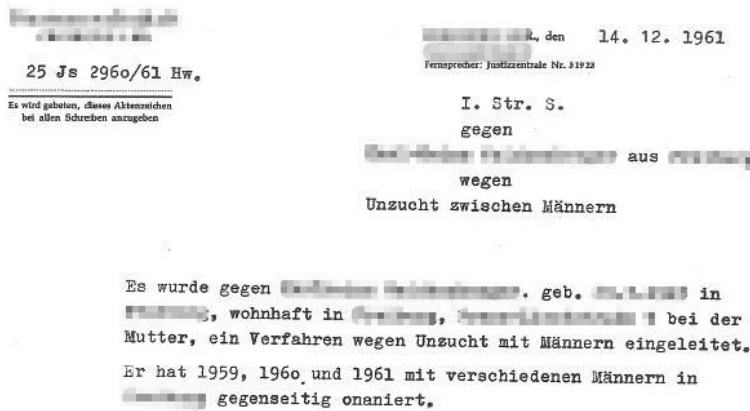 t., den 14. 12. 1961
Fernsprecher: Justizzentrale Nr. 31923
25 Js 296o/61 Hw.
Es wird gebeten, dieses Aktenzeichen
bei allen Schreiben anzugeben
I. Str. S.
gegen
aus
wegen
Unzucht zwischen Männern
Es wurde gegen . geb. in
, wohnhaft in , bei der
Mutter, ein Verfahren wegen Unzucht mit Männern eingeleitet.
Er hat 1959, 196o und 1961 mit verschiedenen Männern in
gegenseitig onaniert.